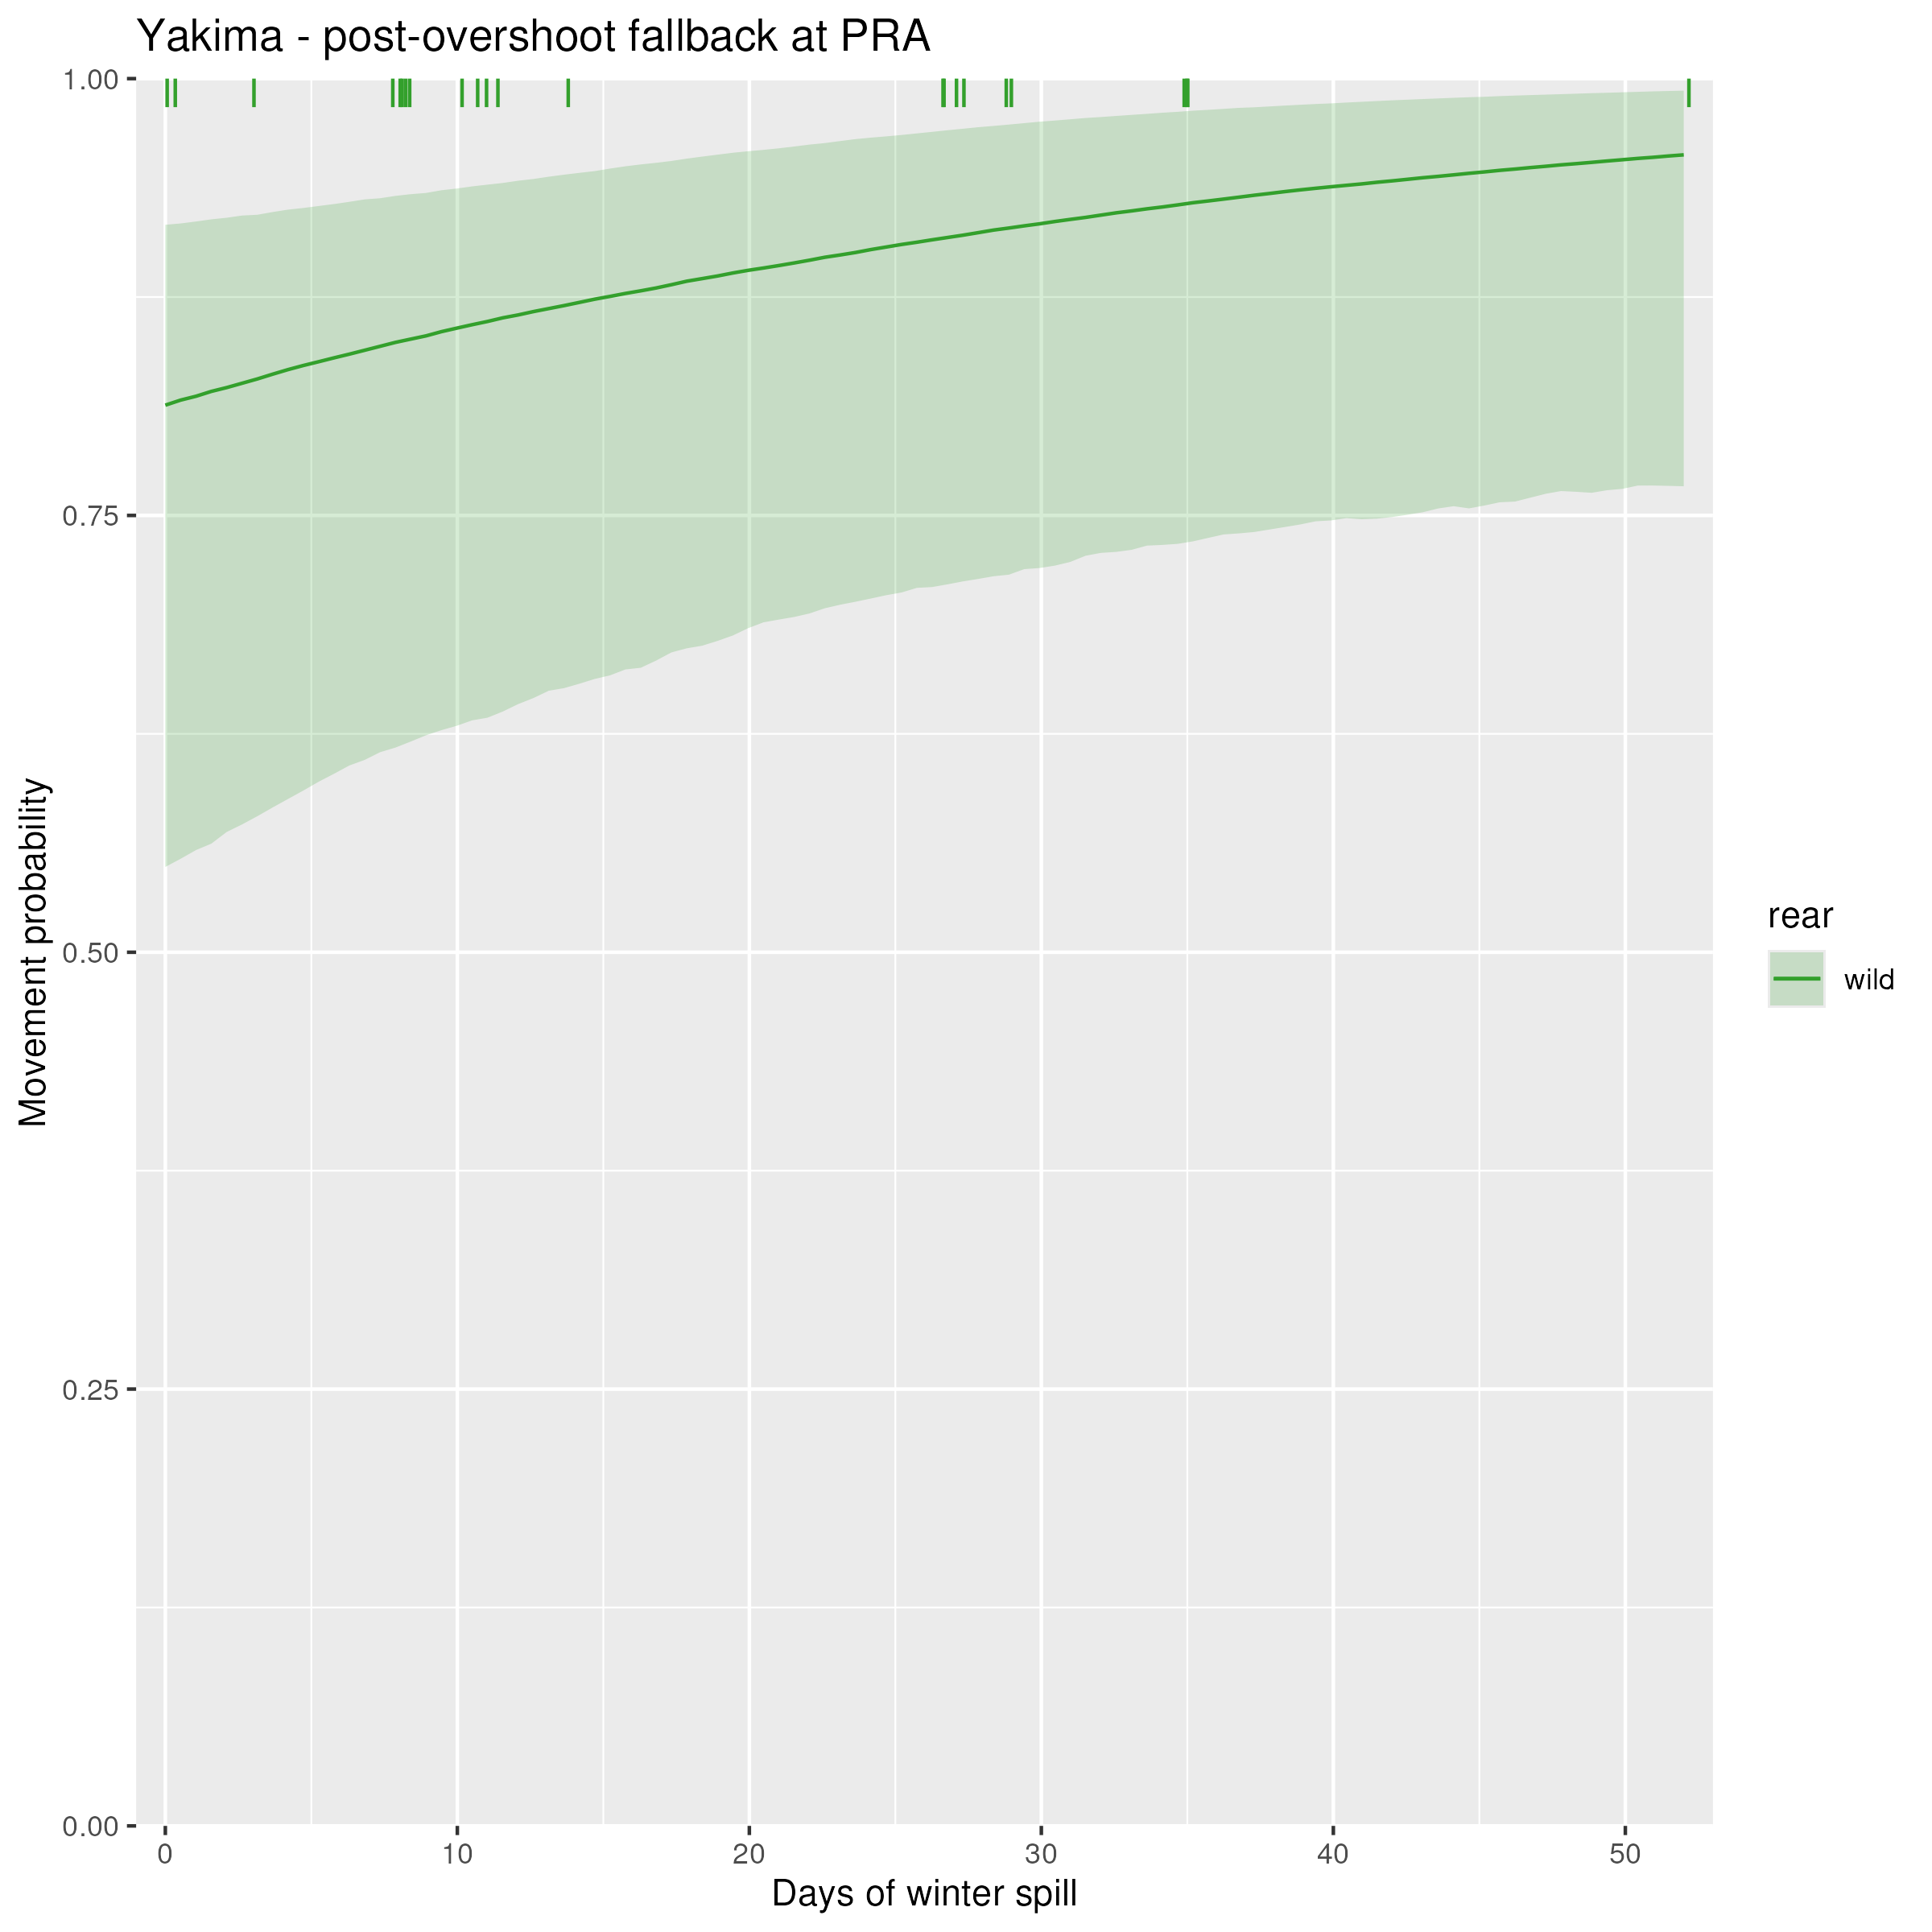 Yakima - post-overshoot fallback at PRA
1.00
0.75
0.50
0.25
0.00
Movement probability
0 10 20 30 40 50
Days of winter spill
rear
wild